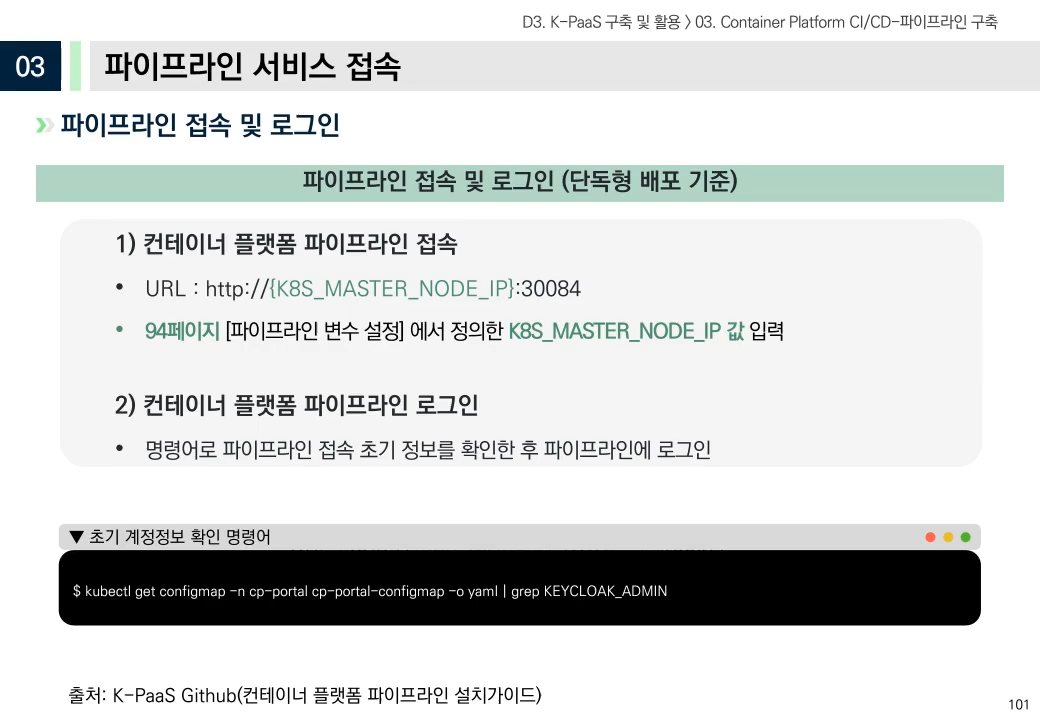 D3. K-PaaS 구축 및 활용 > 03. Container Platform CI/CD-파이프라인 구축
03 파이프라인 서비스 접속
파이프라인 접속 및 로그인
파이프라인 접속 및 로그인 (단독형 배포 기준)
1) 컨테이너 플랫폼 파이프라인 접속
• URL : http://{K8S_MASTER_NODE_IP}:30084
• 94페이지 [파이프라인 변수 설정] 에서 정의한 K8S_MASTER_NODE_IP 값 입력
2) 컨테이너 플랫폼 파이프라인 로그인
• 명령어로 파이프라인 접속 초기 정보를 확인한 후 파이프라인에 로그인
▼ 초기 계정정보 확인 명령어
$ kubectl get configmap -n cp-portal cp-portal-configmap -o yaml | grep KEYCLOAK_ADMIN
출처: K-PaaS Github(컨테이너 플랫폼 파이프라인 설치가이드)
101